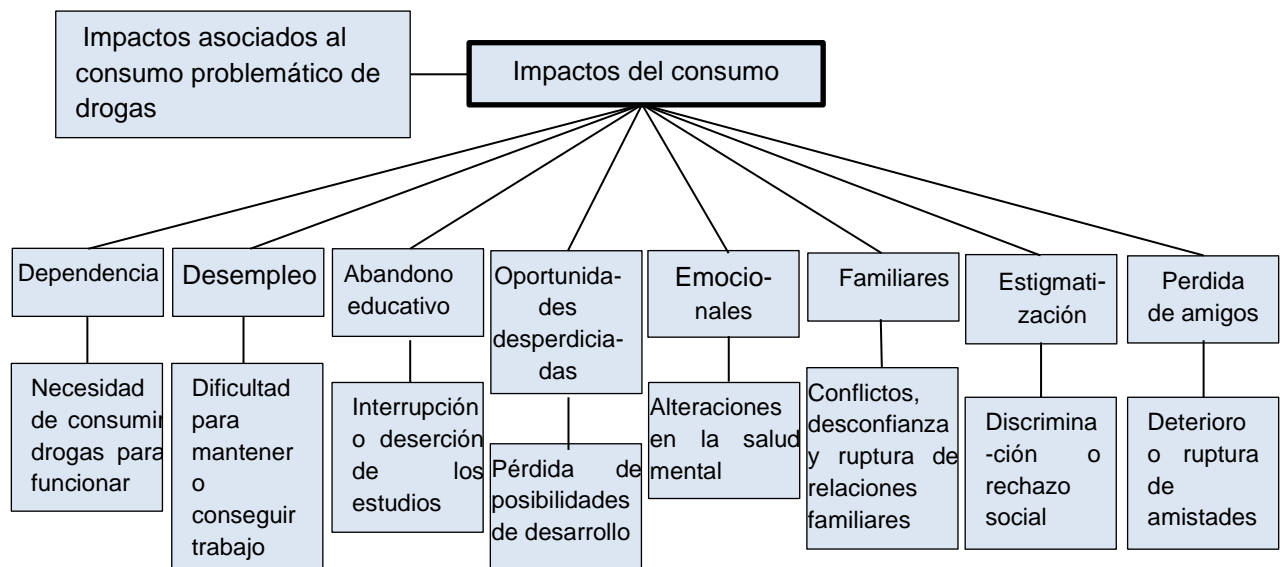 Impactos asociados al
consumo problemático de
drogas
Impactos del consumo
Dependencia
Desempleo
Abandono
educativo
Oportunida-
des
desperdicia-
das
Emocio-
nales
Familiares
Estigmati-
zación
Perdida
de amigos
Necesidad
de consumir
drogas para
funcionar
Dificultad
para
mantener
o
conseguir
trabajo
Interrupción
o deserción
de los
estudios
Pérdida de
posibilidades
de desarrollo
Alteraciones
en la salud
mental
Conflictos,
desconfianza
y ruptura de
relaciones
familiares
Discrimina
-ción o
rechazo
social
Deterioro
o ruptura
de
amistades